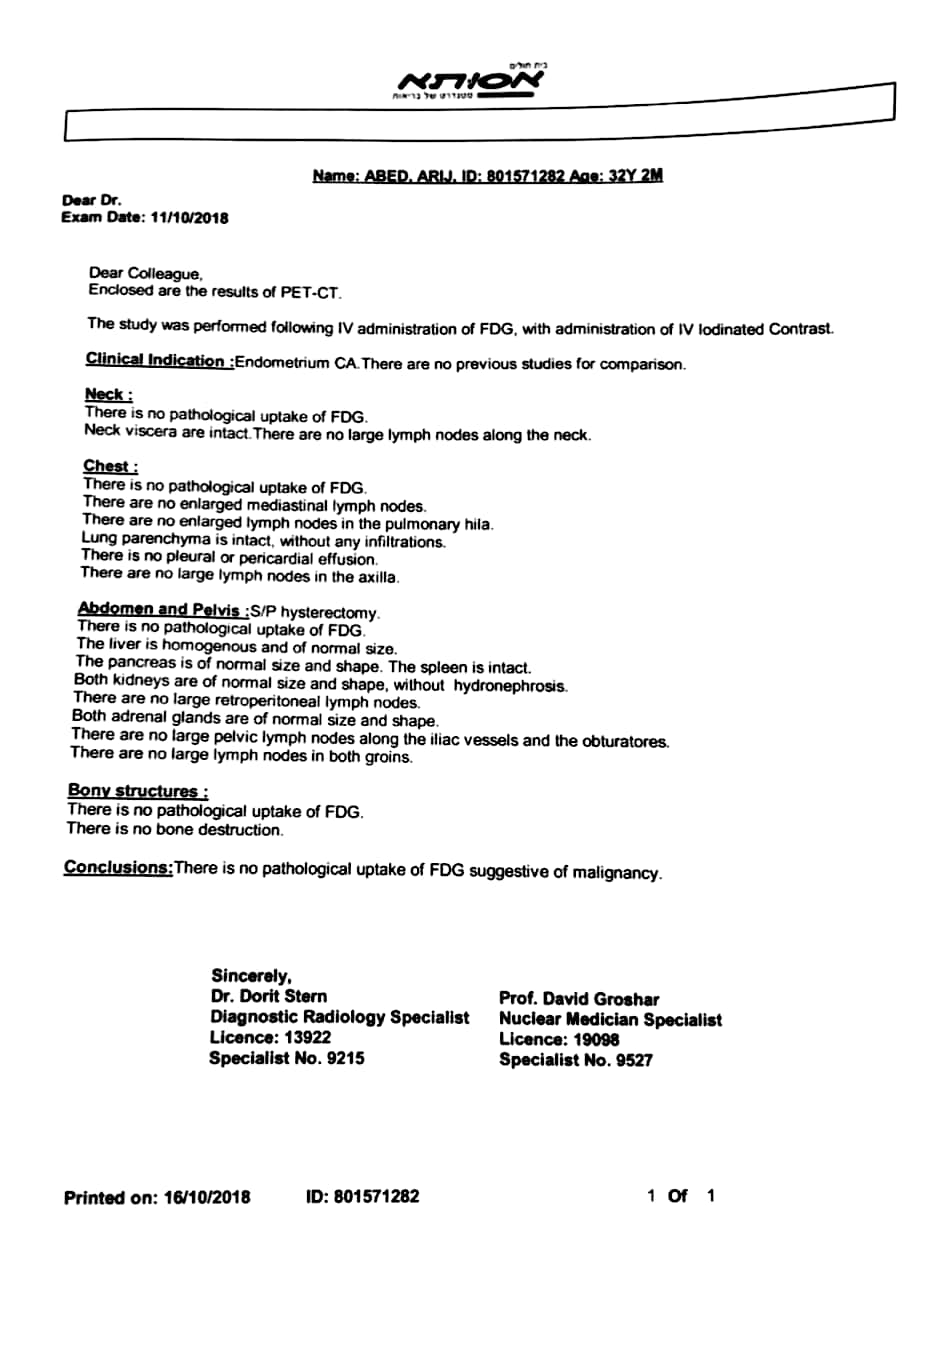 בית חולים
אסותא
סטנדרט של בריאות
Name: ABED, ARIJ, ID: 801571282 Age: 32Y 2M
Dear Dr.
Exam Date: 11/10/2018
Dear Colleague,
Enclosed are the results of PET-CT.
The study was performed following IV administration of FDG, with administration of IV Iodinated Contrast.
Clinical Indication :Endometrium CA.There are no previous studies for comparison.
Neck :
There is no pathological uptake of FDG.
Neck viscera are intact.There are no large lymph nodes along the neck.
Chest :
There is no pathological uptake of FDG.
There are no enlarged mediastinal lymph nodes.
There are no enlarged lymph nodes in the pulmonary hila.
Lung parenchyma is intact, without any infiltrations.
There is no pleural or pericardial effusion.
There are no large lymph nodes in the axilla.
Abdomen and Pelvis :S/P hysterectomy.
There is no pathological uptake of FDG.
The liver is homogenous and of normal size.
The pancreas is of normal size and shape. The spleen is intact.
Both kidneys are of normal size and shape, without hydronephrosis.
There are no large retroperitoneal lymph nodes.
Both adrenal glands are of normal size and shape.
There are no large pelvic lymph nodes along the iliac vessels and the obturatores.
There are no large lymph nodes in both groins.
Bony structures :
There is no pathological uptake of FDG.
There is no bone destruction.
Conclusions:There is no pathological uptake of FDG suggestive of malignancy.
Sincerely,
Dr. Dorit Stern
Diagnostic Radiology Specialist
Licence: 13922
Specialist No. 9215
Prof. David Groshar
Nuclear Medician Specialist
Licence: 19098
Specialist No. 9527
Printed on: 16/10/2018 ID: 801571282 1 Of 1